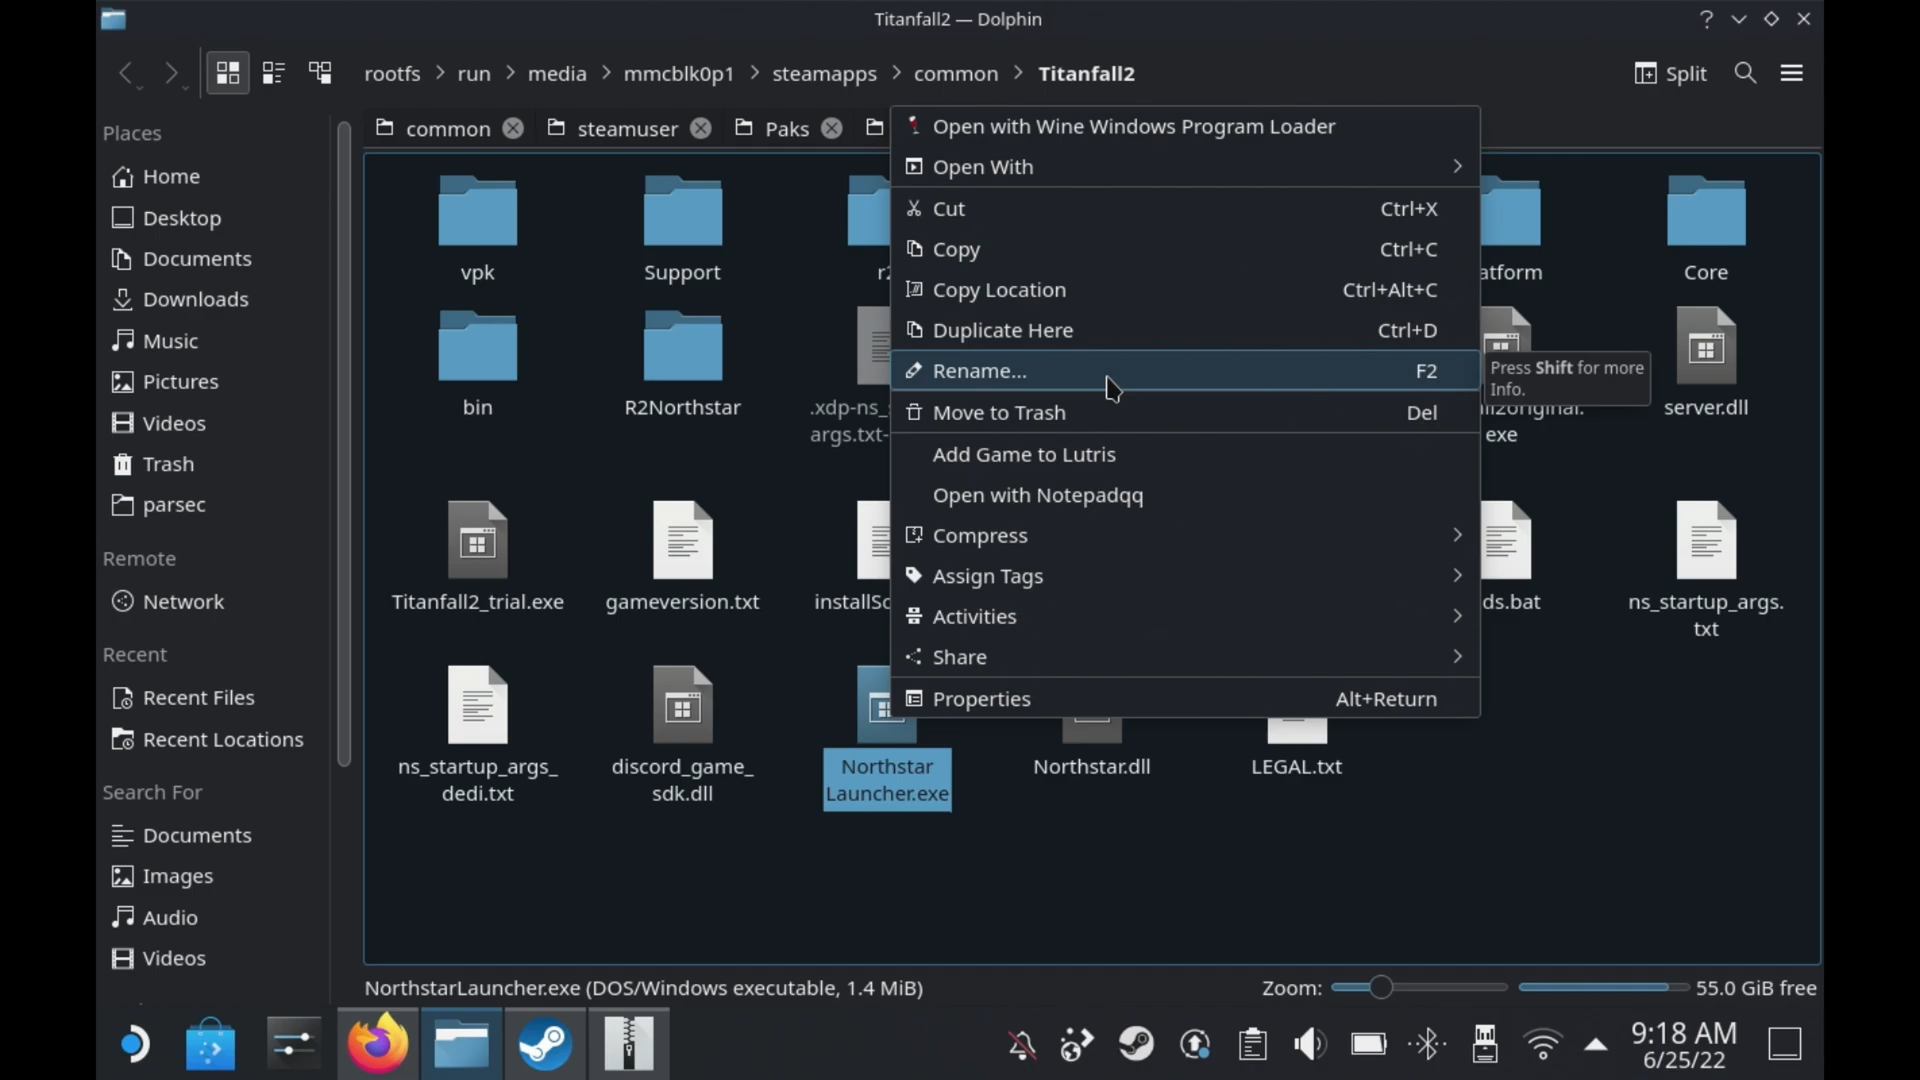 Titanfall2 — Dolphin
rootfs > run > media > mmcblk0p1 > steamapps > common > Titanfall2
Split
Places
Home
Desktop
Documents
Downloads
Music
Pictures
Videos
Trash
parsec
Remote
Network
Recent
Recent Files
Recent Locations
Search For
Documents
Images
Audio
Videos
common
steamuser
Paks
vpk
Support
r2
atform
Core
bin
R2Northstar
.xdp-ns_
args.txt-
exe
server.dll
Titanfall2_trial.exe
gameversion.txt
installSc
ds.bat
ns_startup_args.
txt
ns_startup_args_
dedi.txt
discord_game_
sdk.dll
Northstar
Launcher.exe
Northstar.dll
LEGAL.txt
Open with Wine Windows Program Loader
Open With
Cut Ctrl+X
Copy Ctrl+C
Copy Location Ctrl+Alt+C
Duplicate Here Ctrl+D
Rename... F2
Move to Trash Del
Add Game to Lutris
Open with Notepadqq
Compress
Assign Tags
Activities
Share
Properties Alt+Return
Press Shift for more
Info.
NorthstarLauncher.exe (DOS/Windows executable, 1.4 MiB)
Zoom:
55.0 GiB free
9:18 AM
6/25/22